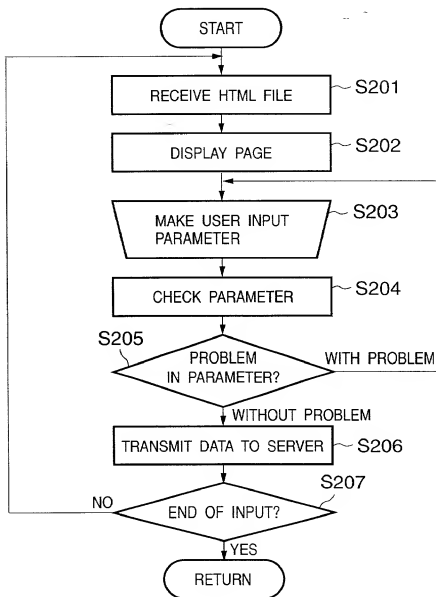 START
RECEIVE HTML FILE
S201
DISPLAY PAGE
S202
MAKE USER INPUT
PARAMETER
S203
CHECK PARAMETER
S204
S205
PROBLEM
IN PARAMETER?
WITH PROBLEM
WITHOUT PROBLEM
TRANSMIT DATA TO SERVER
S206
S207
NO
END OF INPUT?
YES
RETURN